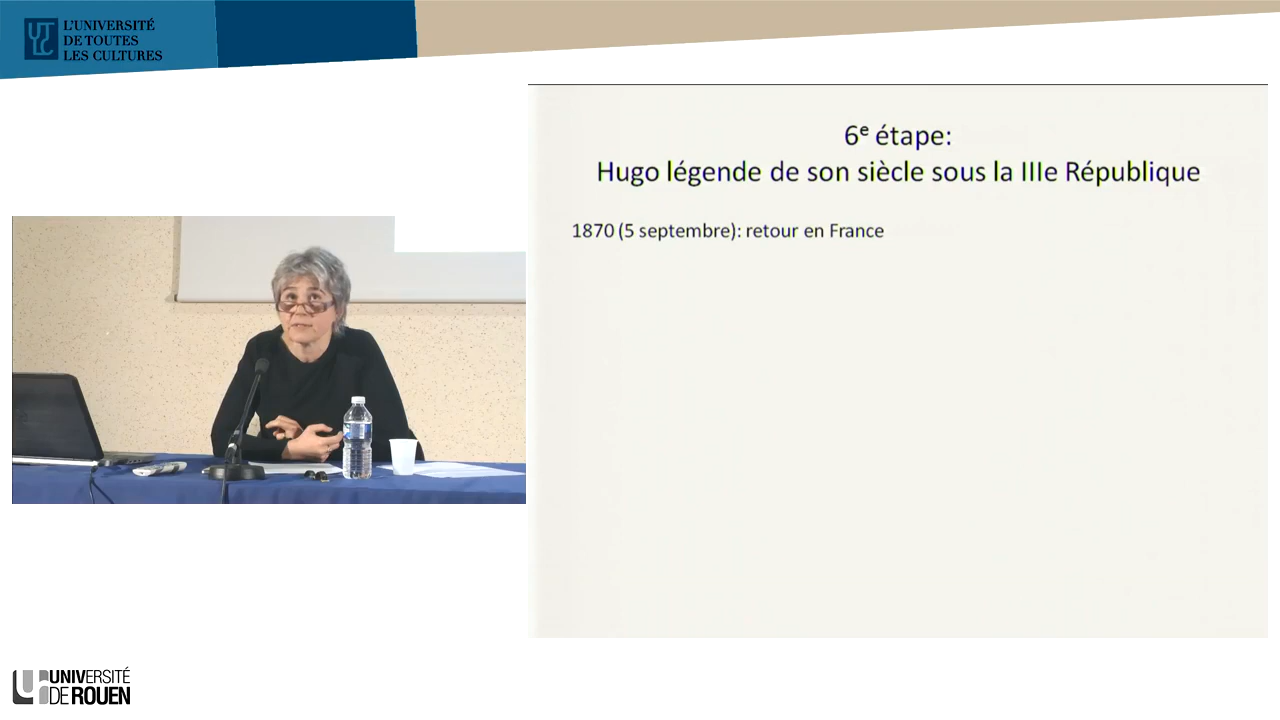 L'UNIVERSITÉ
DE TOUTES
LES CULTURES
6e étape:
Hugo légende de son siècle sous la IIIe République
1870 (5 septembre): retour en France
UNIVERSITÉ
DE ROUEN